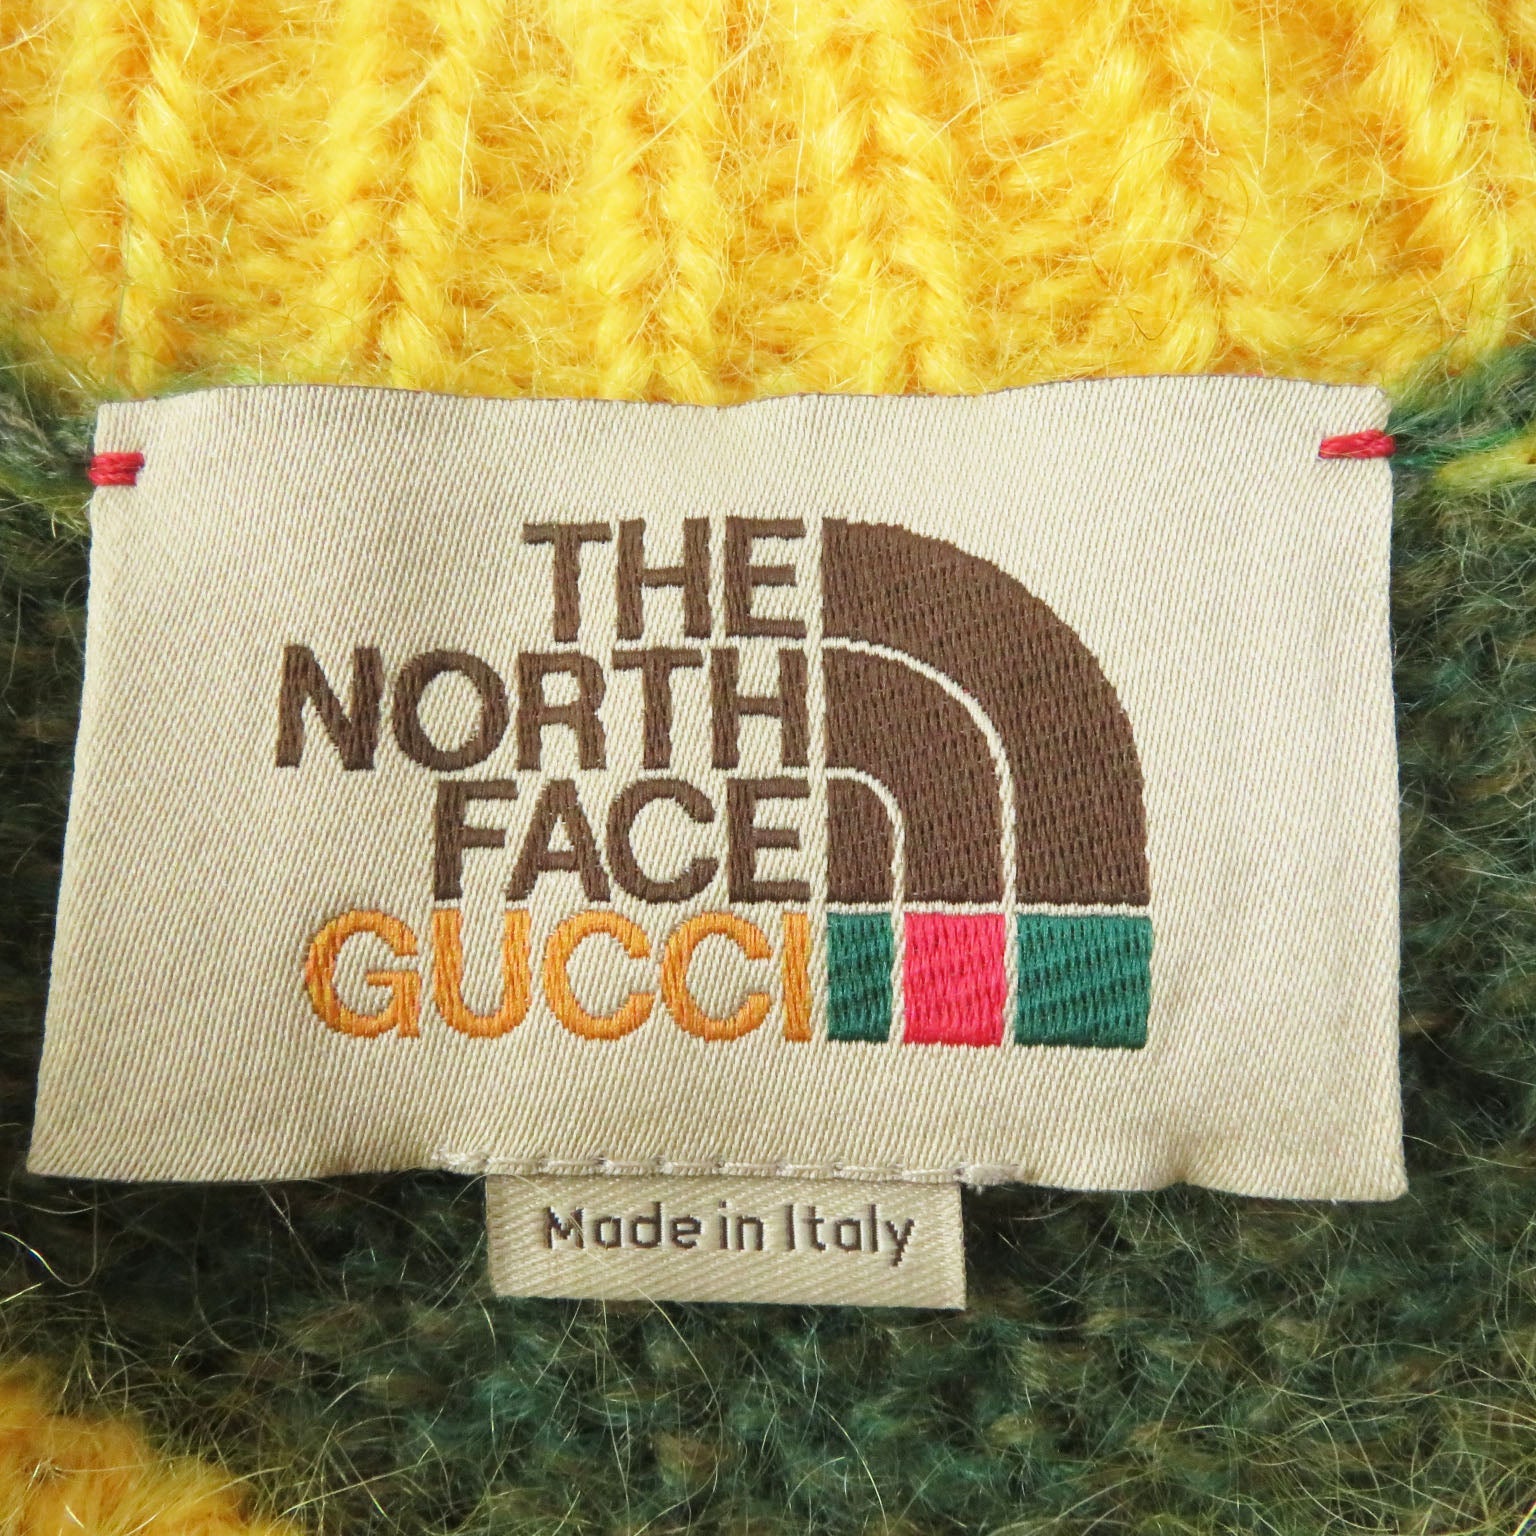 THE
NORTH
FACE
GUCCI
Made in Italy